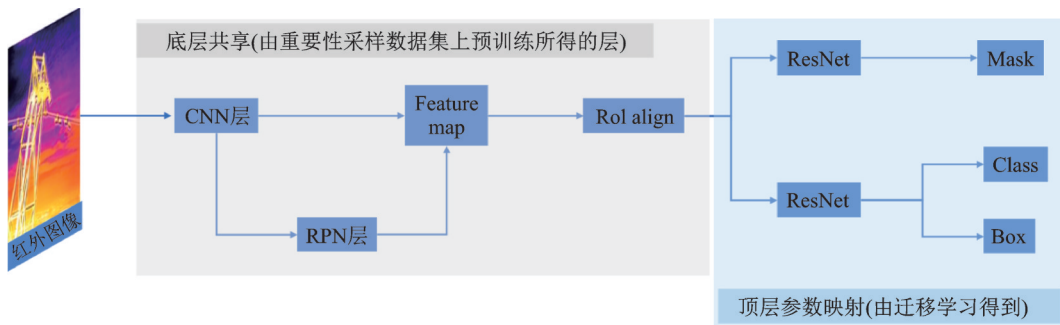 底层共享(由重要性采样数据集上预训练所得的层)
红外图像
CNN层
RPN层
Feature
map
RoI align
ResNet
Mask
ResNet
Class
Box
顶层参数映射(由迁移学习得到)